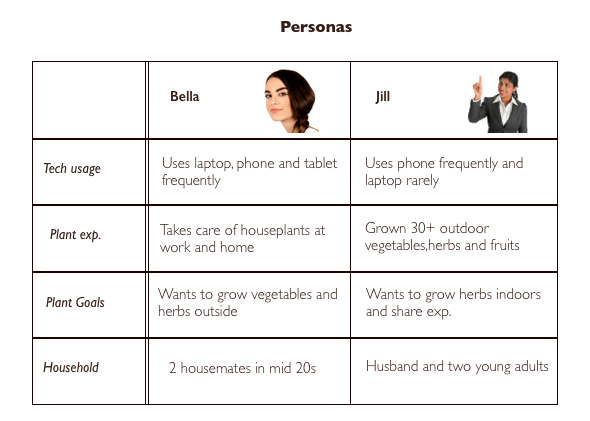 Personas
Bella
Jill
Tech usage
Uses laptop, phone and tablet
frequently
Uses phone frequently and
laptop rarely
Plant exp.
Takes care of houseplants at
work and home
Grown 30+ outdoor
vegetables,herbs and fruits
Plant Goals
Wants to grow vegetables and
herbs outside
Wants to grow herbs indoors
and share exp.
Household
2 housemates in mid 20s
Husband and two young adults